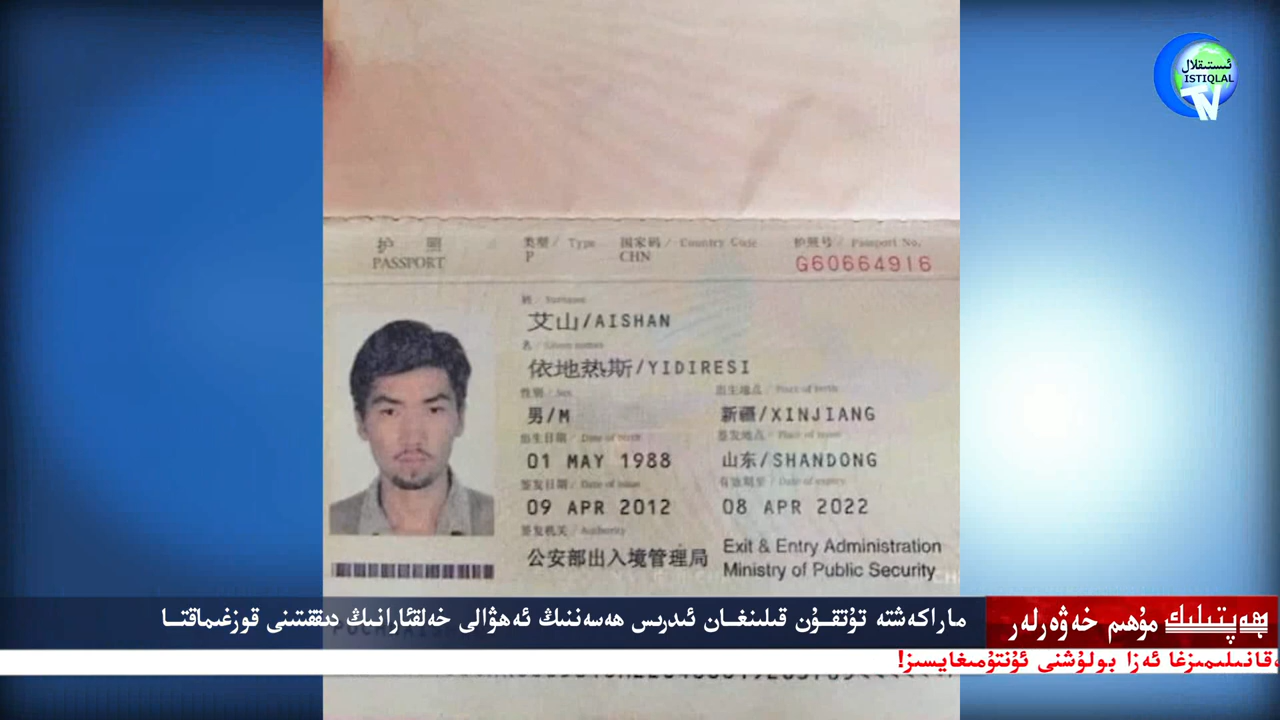 ئىستىقلال
ISTIQLAL
TV
护 照
PASSPORT
类型 / Type
P
国家码 / Country Code
CHN
护照号 / Passport No.
G60664916
姓 / Surname
艾山/AISHAN
名 / Given names
依地热斯/YIDIRESI
性别 / Sex
男/M
出生地点 / Place of birth
新疆/XINJIANG
出生日期 / Date of birth
01 MAY 1988
签发地点 / Place of issue
山东/SHANDONG
签发日期 / Date of issue
09 APR 2012
有效期至 / Date of expiry
08 APR 2022
签发机关 / Authority
公安部出入境管理局
Exit & Entry Administration
Ministry of Public Security
ھەپتىلىك مۇھىم خەۋەرلەر
ماراكەشتە تۇتقۇن قىلىنغان ئىدرىس ھەسەننىڭ ئەھۋالى خەلقئارانىڭ دىققىتىنى قوزغىماقتا
قانىلىمىزغا ئەزا بولۇشنى ئۇنتۇمىغايسىز!